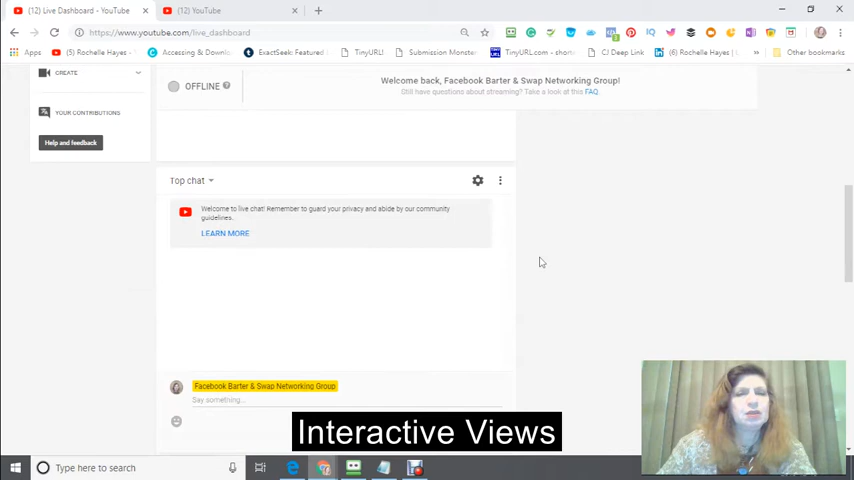 (12) Live Dashboard - YouTube
(12) YouTube
https://www.youtube.com/live_dashboard
Apps
(5) Rochelle Hayes
Accessing & Downlo
ExactSeek: Featured
TinyURL!
Submission Monster
TinyURL.com - short
CJ Deep Link
(6) Rochelle Hayes
»
Other bookmarks
CREATE
YOUR CONTRIBUTIONS
Help and feedback
OFFLINE
Welcome back, Facebook Barter & Swap Networking Group!
Still have questions about streaming? Take a look at this FAQ.
Top chat
Welcome to live chat! Remember to guard your privacy and abide by our community
guidelines.
LEARN MORE
Facebook Barter & Swap Networking Group
Say something...
Interactive Views
Type here to search